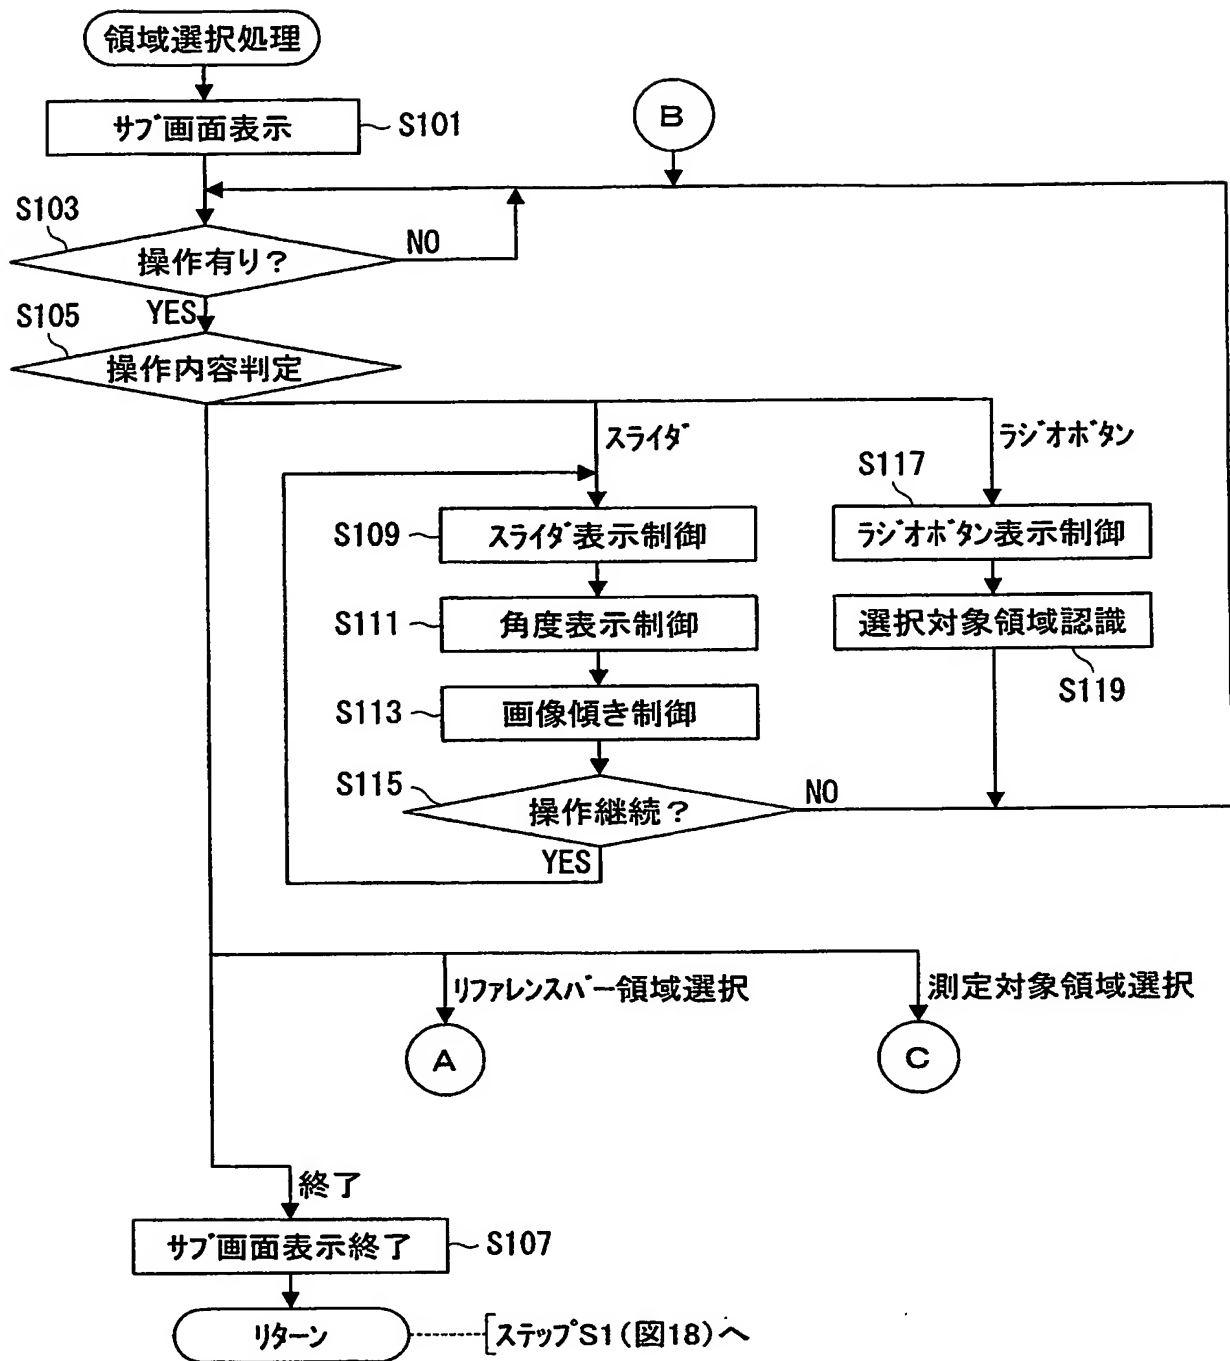 領域選択処理
サブ画面表示
S101
B
S103
操作有り?
NO
YES
S105
操作内容判定
スライダ
ラジオボタン
S117
S109
スライダ表示制御
ラジオボタン表示制御
S111
角度表示制御
選択対象領域認識
S119
S113
画像傾き制御
S115
操作継続?
NO
YES
リファレンスバー領域選択
測定対象領域選択
A
C
終了
サブ画面表示終了
S107
リターン
ステップS1(図18)へ